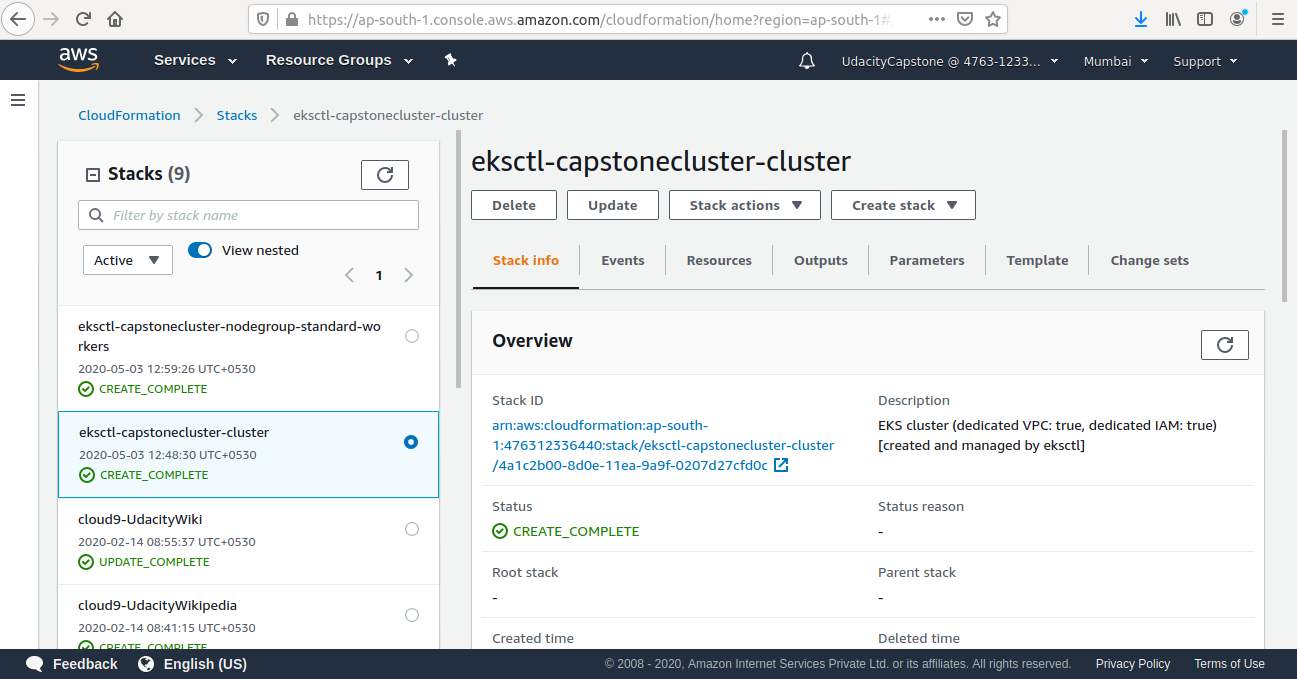 https://ap-south-1.console.aws.amazon.com/cloudformation/home?region=ap-south-1#
aws
Services
Resource Groups
UdacityCapstone @ 4763-1233...
Mumbai
Support
CloudFormation
Stacks
eksctl-capstonecluster-cluster
Stacks (9)
Filter by stack name
Active
View nested
1
eksctl-capstonecluster-nodegroup-standard-wo
rkers
2020-05-03 12:59:26 UTC+0530
CREATE_COMPLETE
eksctl-capstonecluster-cluster
2020-05-03 12:48:30 UTC+0530
CREATE_COMPLETE
cloud9-UdacityWiki
2020-02-14 08:55:37 UTC+0530
UPDATE_COMPLETE
cloud9-UdacityWikipedia
2020-02-14 08:41:15 UTC+0530
CREATE_COMPLETE
eksctl-capstonecluster-cluster
Delete
Update
Stack actions
Create stack
Stack info
Events
Resources
Outputs
Parameters
Template
Change sets
Overview
Stack ID
arn:aws:cloudformation:ap-south-
1:476312336440:stack/eksctl-capstonecluster-cluster
/4a1c2b00-8d0e-11ea-9a9f-0207d27cfd0c
Description
EKS cluster (dedicated VPC: true, dedicated IAM: true)
[created and managed by eksctl]
Status
CREATE_COMPLETE
Status reason
-
Root stack
-
Parent stack
-
Created time
Deleted time
Feedback
English (US)
© 2008 - 2020, Amazon Internet Services Private Ltd. or its affiliates. All rights reserved.
Privacy Policy
Terms of Use